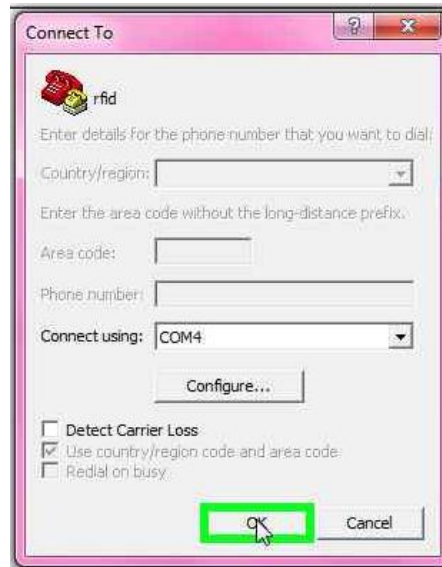 Connect To
rfid
Enter details for the phone number that you want to dial:
Country/region:
Enter the area code without the long-distance prefix.
Area code:
Phone number:
Connect using: COM4
Configure...
Detect Carrier Loss
Use country/region code and area code
Redial on busy
OK Cancel